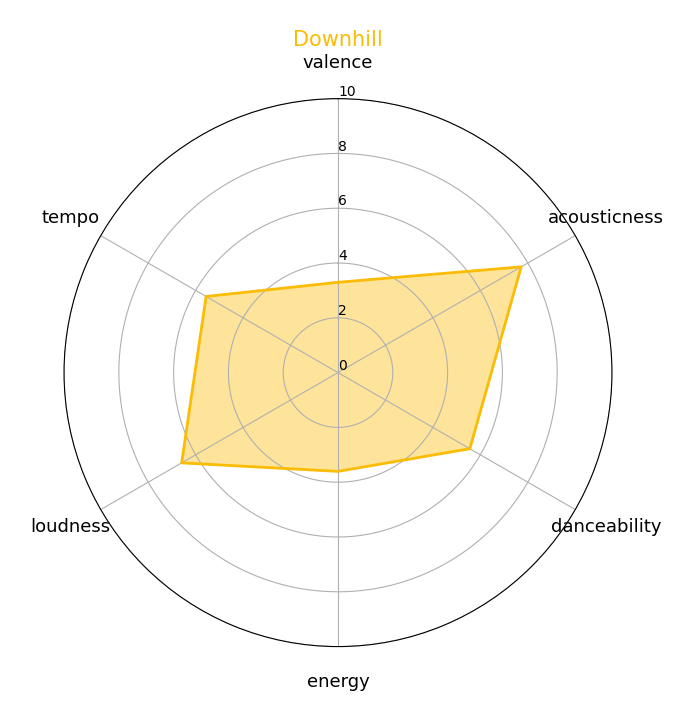 Downhill
valence
10
8
6
4
2
0
tempo
acousticness
loudness
danceability
energy